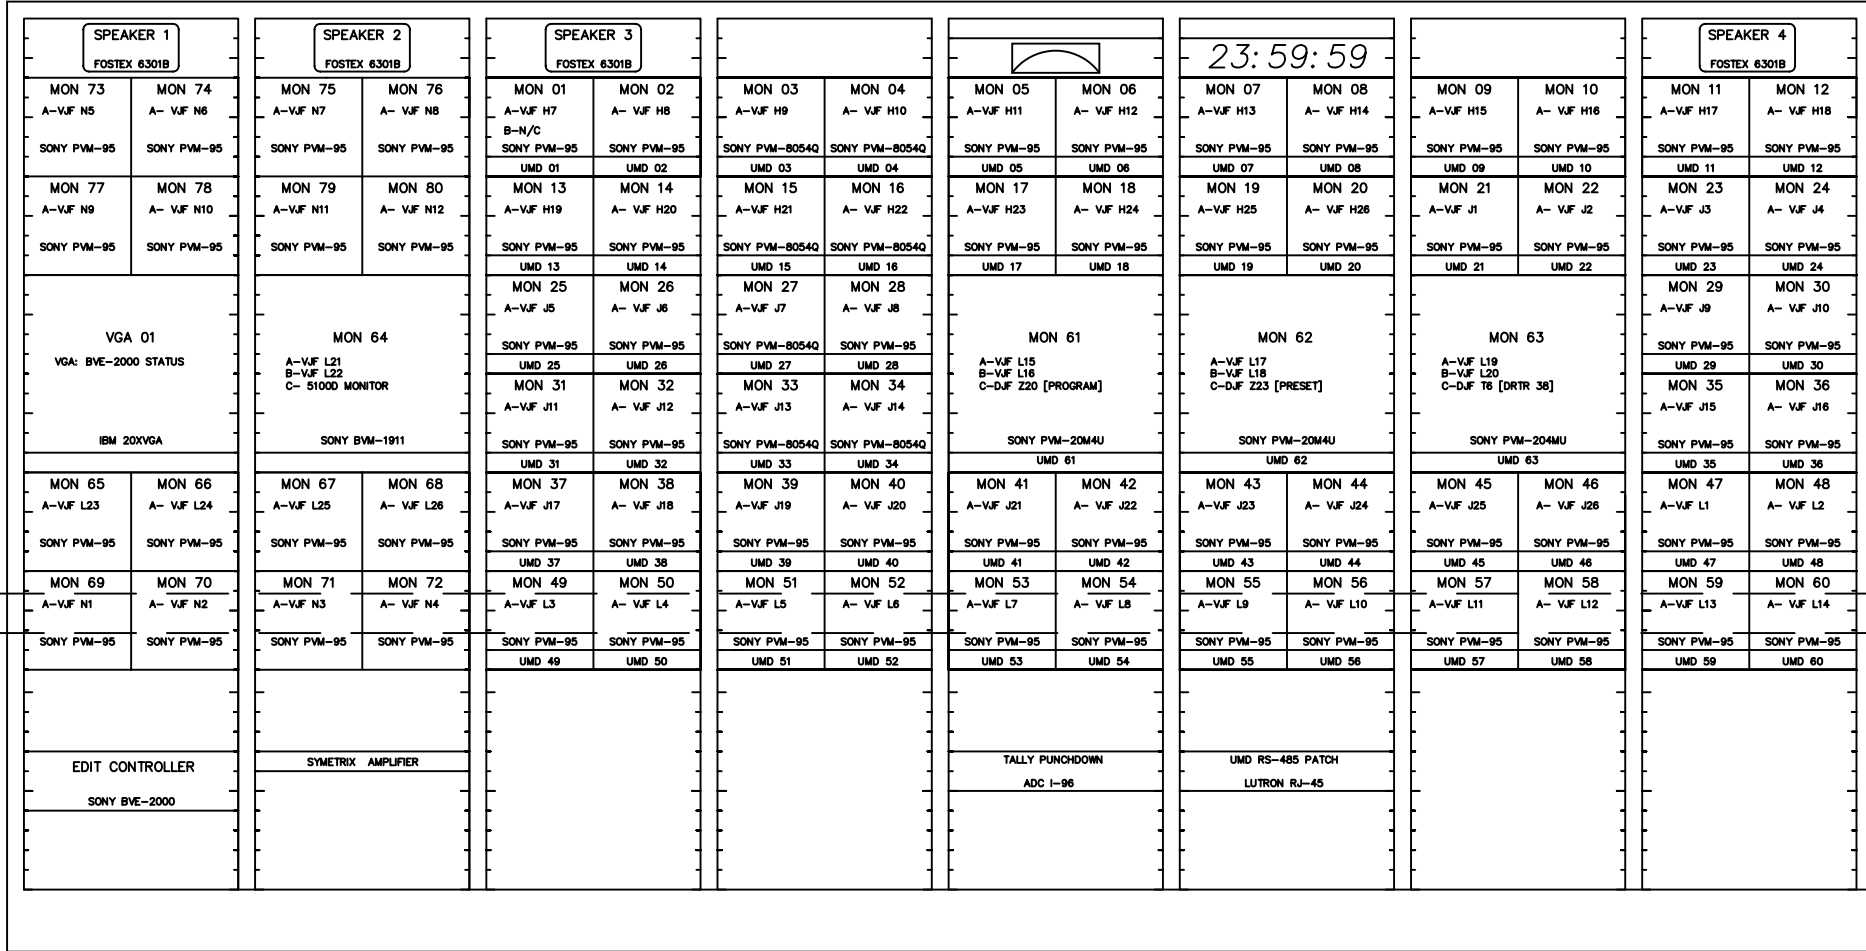 SPEAKER 1
FOSTEX 6301B
SPEAKER 2
FOSTEX 6301B
SPEAKER 3
FOSTEX 6301B
23:59:59
SPEAKER 4
FOSTEX 6301B
MON 73 MON 74 MON 75 MON 76 MON 01 MON 02 MON 03 MON 04 MON 05 MON 06 MON 07 MON 08 MON 09 MON 10 MON 11 MON 12
A-VJF N5 A- VJF N6 A-VJF N7 A- VJF N8 A-VJF H7 A- VJF H8 A-VJF H9 A- VJF H10 A-VJF H11 A- VJF H12 A-VJF H13 A- VJF H14 A-VJF H15 A- VJF H16 A-VJF H17 A- VJF H18
B-N/C
SONY PVM-95 SONY PVM-95 SONY PVM-95 SONY PVM-95 SONY PVM-95 SONY PVM-95 SONY PVM-8054Q SONY PVM-8054Q SONY PVM-95 SONY PVM-95 SONY PVM-95 SONY PVM-95 SONY PVM-95 SONY PVM-95 SONY PVM-95 SONY PVM-95
UMD 01 UMD 02 UMD 03 UMD 04 UMD 05 UMD 06 UMD 07 UMD 08 UMD 09 UMD 10 UMD 11 UMD 12
MON 77 MON 78 MON 79 MON 80 MON 13 MON 14 MON 15 MON 16 MON 17 MON 18 MON 19 MON 20 MON 21 MON 22 MON 23 MON 24
A-VJF N9 A- VJF N10 A-VJF N11 A- VJF N12 A-VJF H19 A- VJF H20 A-VJF H21 A- VJF H22 A-VJF H23 A- VJF H24 A-VJF H25 A- VJF H26 A-VJF J1 A- VJF J2 A-VJF J3 A- VJF J4
SONY PVM-95 SONY PVM-95 SONY PVM-95 SONY PVM-95 SONY PVM-95 SONY PVM-95 SONY PVM-8054Q SONY PVM-8054Q SONY PVM-95 SONY PVM-95 SONY PVM-95 SONY PVM-95 SONY PVM-95 SONY PVM-95 SONY PVM-95 SONY PVM-95
UMD 13 UMD 14 UMD 15 UMD 16 UMD 17 UMD 18 UMD 19 UMD 20 UMD 21 UMD 22 UMD 23 UMD 24
VGA 01
VGA: BVE-2000 STATUS
IBM 20XVGA
MON 64
A-VJF L21
B-VJF L22
C- 5100D MONITOR
SONY BVM-1911
MON 25 MON 26 MON 27 MON 28
A-VJF J5 A- VJF J6 A-VJF J7 A- VJF J8
SONY PVM-95 SONY PVM-95 SONY PVM-8054Q SONY PVM-95
UMD 25 UMD 26 UMD 27 UMD 28
MON 31 MON 32 MON 33 MON 34
A-VJF J11 A- VJF J12 A-VJF J13 A- VJF J14
SONY PVM-95 SONY PVM-95 SONY PVM-8054Q SONY PVM-8054Q
UMD 31 UMD 32 UMD 33 UMD 34
MON 61
A-VJF L15
B-VJF L16
C-DJF Z20 [PROGRAM]
SONY PVM-20M4U
UMD 61
MON 62
A-VJF L17
B-VJF L18
C-DJF Z23 [PRESET]
SONY PVM-20M4U
UMD 62
MON 63
A-VJF L19
B-VJF L20
C-DJF T6 [DRTR 38]
SONY PVM-204MU
UMD 63
MON 29 MON 30
A-VJF J9 A- VJF J10
SONY PVM-95 SONY PVM-95
UMD 29 UMD 30
MON 35 MON 36
A-VJF J15 A- VJF J16
SONY PVM-95 SONY PVM-95
UMD 35 UMD 36
MON 65 MON 66 MON 67 MON 68 MON 37 MON 38 MON 39 MON 40 MON 41 MON 42 MON 43 MON 44 MON 45 MON 46 MON 47 MON 48
A-VJF L23 A- VJF L24 A-VJF L25 A- VJF L26 A-VJF J17 A- VJF J18 A-VJF J19 A- VJF J20 A-VJF J21 A- VJF J22 A-VJF J23 A- VJF J24 A-VJF J25 A- VJF J26 A-VJF L1 A- VJF L2
SONY PVM-95 SONY PVM-95 SONY PVM-95 SONY PVM-95 SONY PVM-95 SONY PVM-95 SONY PVM-95 SONY PVM-95 SONY PVM-95 SONY PVM-95 SONY PVM-95 SONY PVM-95 SONY PVM-95 SONY PVM-95 SONY PVM-95 SONY PVM-95
UMD 37 UMD 38 UMD 39 UMD 40 UMD 41 UMD 42 UMD 43 UMD 44 UMD 45 UMD 46 UMD 47 UMD 48
MON 69 MON 70 MON 71 MON 72 MON 49 MON 50 MON 51 MON 52 MON 53 MON 54 MON 55 MON 56 MON 57 MON 58 MON 59 MON 60
A-VJF N1 A- VJF N2 A-VJF N3 A- VJF N4 A-VJF L3 A- VJF L4 A-VJF L5 A- VJF L6 A-VJF L7 A- VJF L8 A-VJF L9 A- VJF L10 A-VJF L11 A- VJF L12 A-VJF L13 A- VJF L14
SONY PVM-95 SONY PVM-95 SONY PVM-95 SONY PVM-95 SONY PVM-95 SONY PVM-95 SONY PVM-95 SONY PVM-95 SONY PVM-95 SONY PVM-95 SONY PVM-95 SONY PVM-95 SONY PVM-95 SONY PVM-95 SONY PVM-95 SONY PVM-95
UMD 49 UMD 50 UMD 51 UMD 52 UMD 53 UMD 54 UMD 55 UMD 56 UMD 57 UMD 58 UMD 59 UMD 60
EDIT CONTROLLER
SONY BVE-2000
SYMETRIX AMPLIFIER
TALLY PUNCHDOWN
ADC I-96
UMD RS-485 PATCH
LUTRON RJ-45